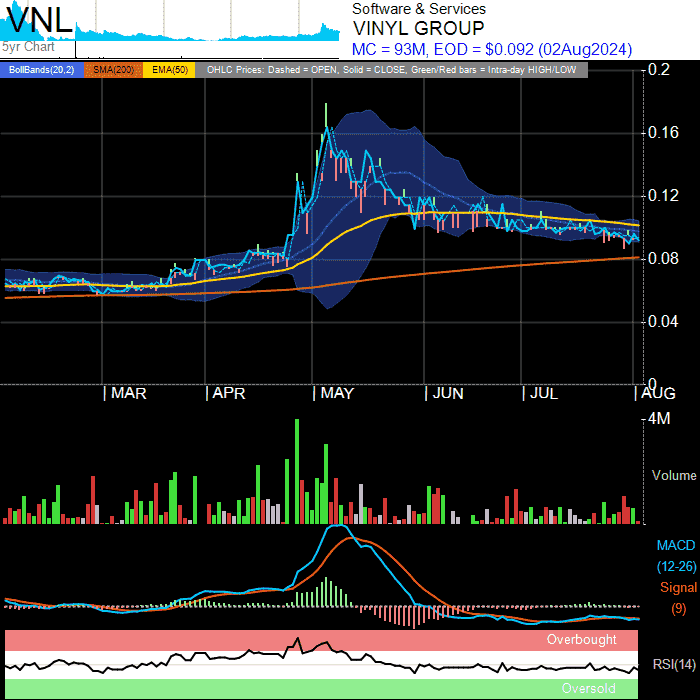 VNL
5yr Chart
Software & Services
VINYL GROUP
MC = 93M, EOD = $0.092 (02Aug2024)
BollBands(20,2) SMA(200) EMA(50) OHLC Prices: Dashed = OPEN, Solid = CLOSE, Green/Red bars = Intra-day HIGH/LOW
0.2
0.16
0.12
0.08
0.04
0
| MAR | APR | MAY | JUN | JUL | AUG
4M
Volume
MACD
(12-26)
Signal
(9)
Overbought
RSI(14)
Oversold